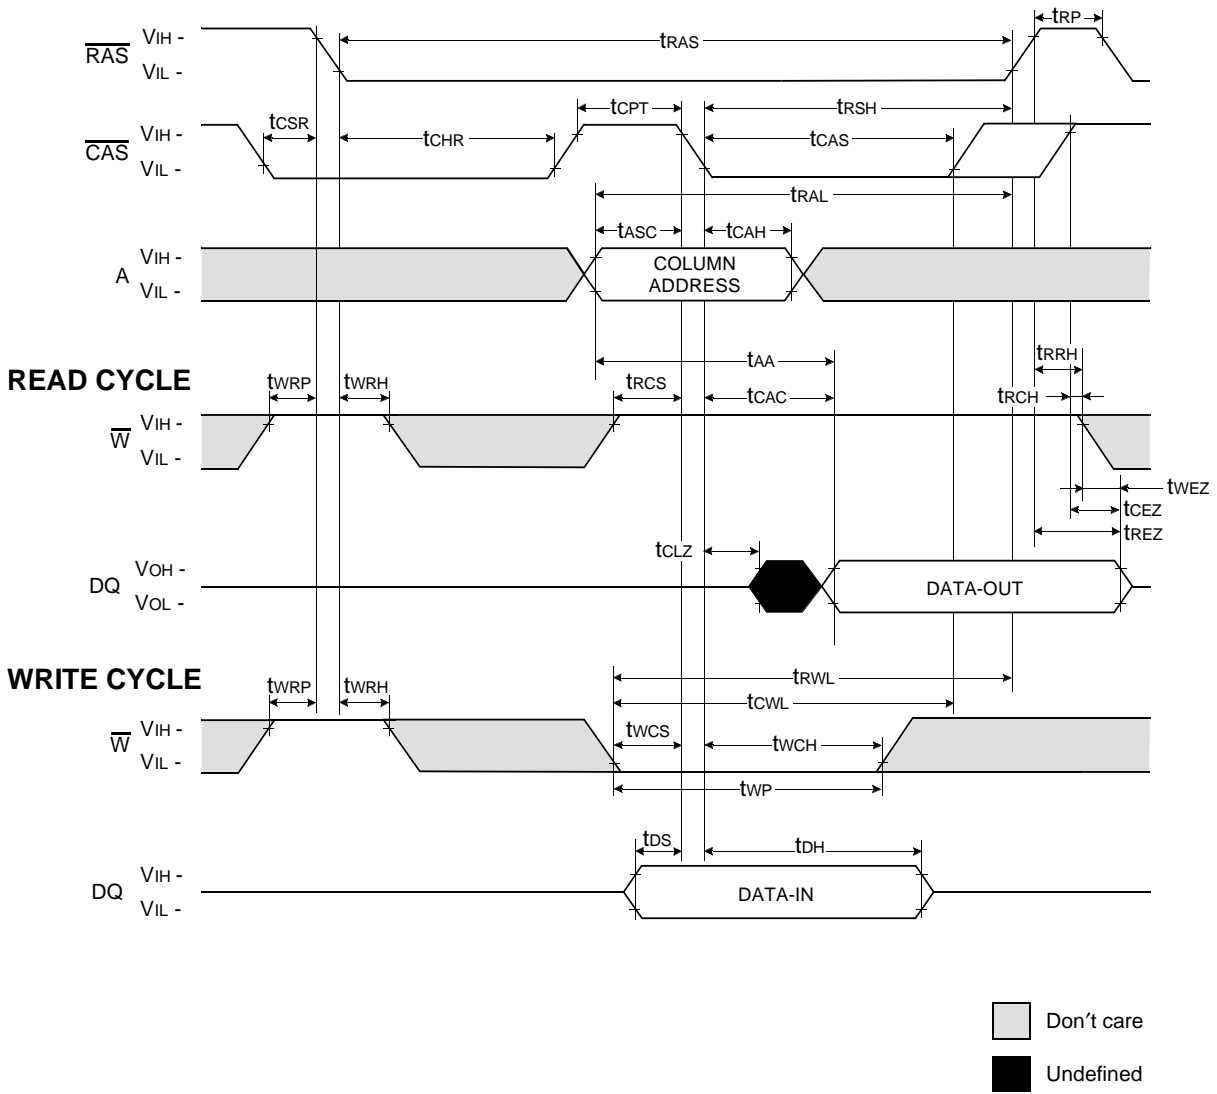 tRP
VIH -
RAS
VIL -
tRAS
tCPT
tRSH
tCSR
VIH -
CAS
VIL -
tCHR
tCAS
tRAL
tASC
tCAH
VIH -
A
VIL -
COLUMN
ADDRESS
tAA
tRRH
READ CYCLE
tWRP
tWRH
tRCS
tCAC
tRCH
VIH -
W
VIL -
tWEZ
tCEZ
tREZ
tCLZ
VOH -
DQ
VOL -
DATA-OUT
WRITE CYCLE
tWRP
tWRH
tRWL
tCWL
VIH -
W
VIL -
tWCS
tWCH
tWP
tDS
tDH
VIH -
DQ
VIL -
DATA-IN
Don′t care
Undefined